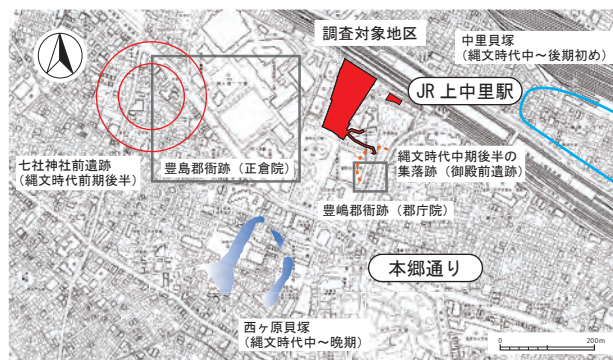 調査対象地区
中里貝塚
（縄文時代中〜後期初め）
JR 上中里駅
七社神社前遺跡
（縄文時代前期後半）
豊島郡衙跡（正倉院）
縄文時代中期後半の
集落跡（御殿前遺跡）
豊嶋郡衙跡（郡庁院）
本郷通り
西ヶ原貝塚
（縄文時代中〜晩期）
0
200m